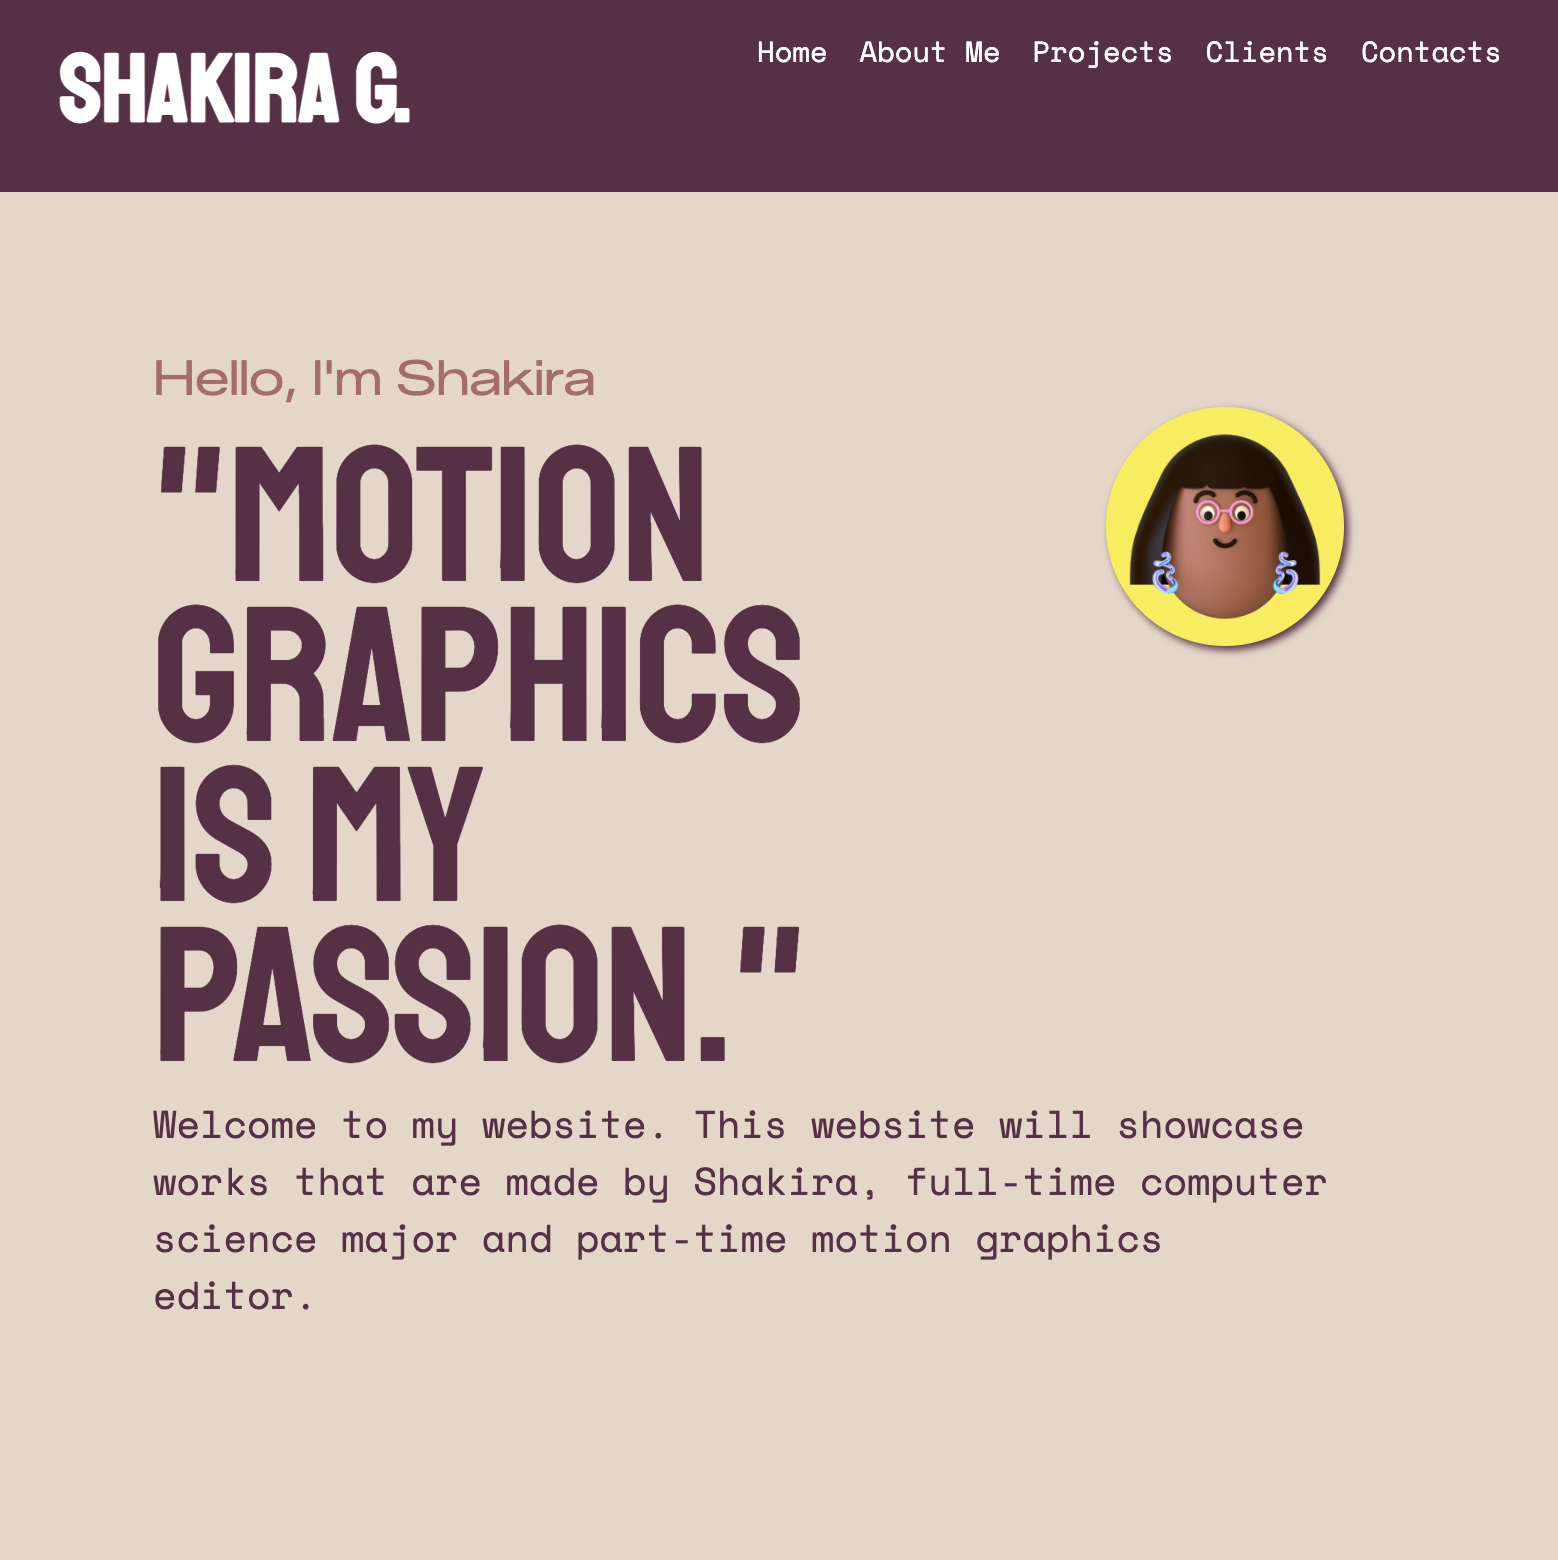 SHAKIRA G.
Home About Me Projects Clients Contacts
Hello, I'm Shakira
"MOTION
GRAPHICS
IS MY
PASSION."
Welcome to my website. This website will showcase
works that are made by Shakira, full-time computer
science major and part-time motion graphics
editor.